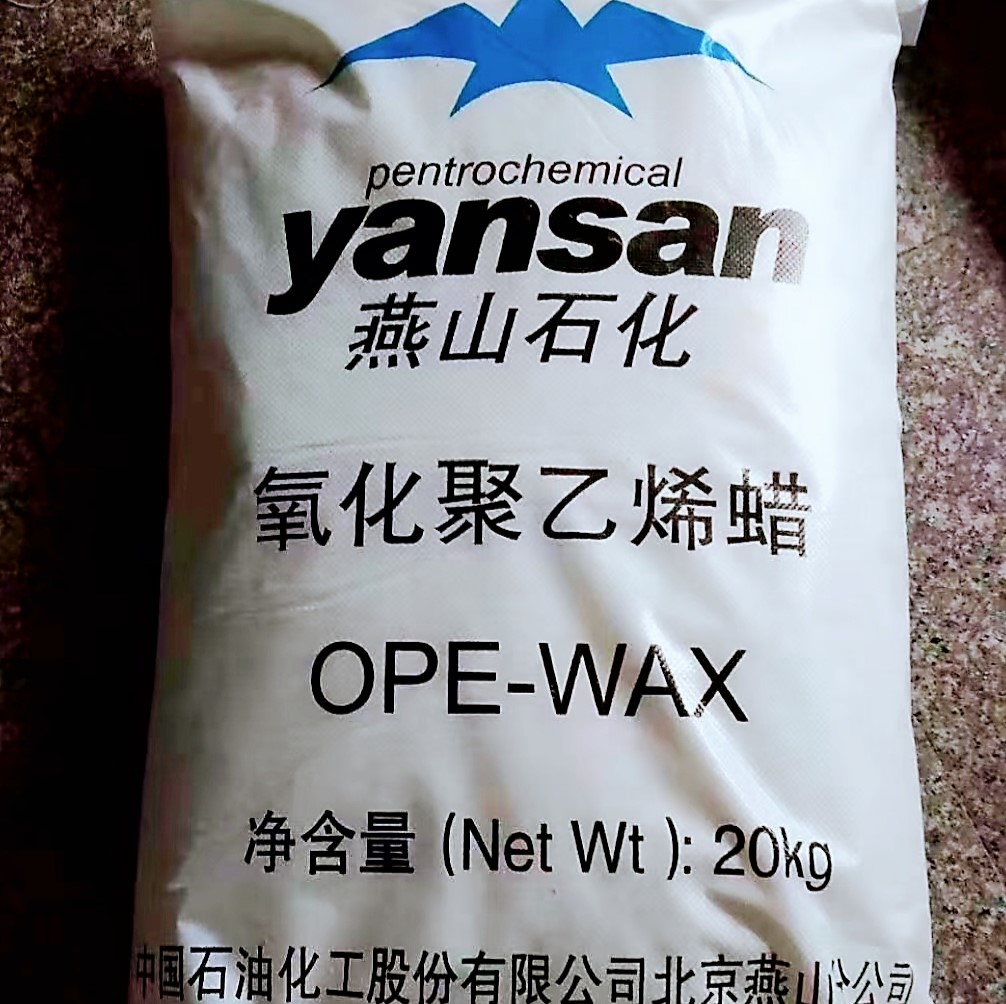 pentrochemical
yansan
燕山石化
氧化聚乙烯蜡
OPE-WAX
净含量 (Net Wt ): 20kg
中国石油化工股份有限公司北京燕山分公司